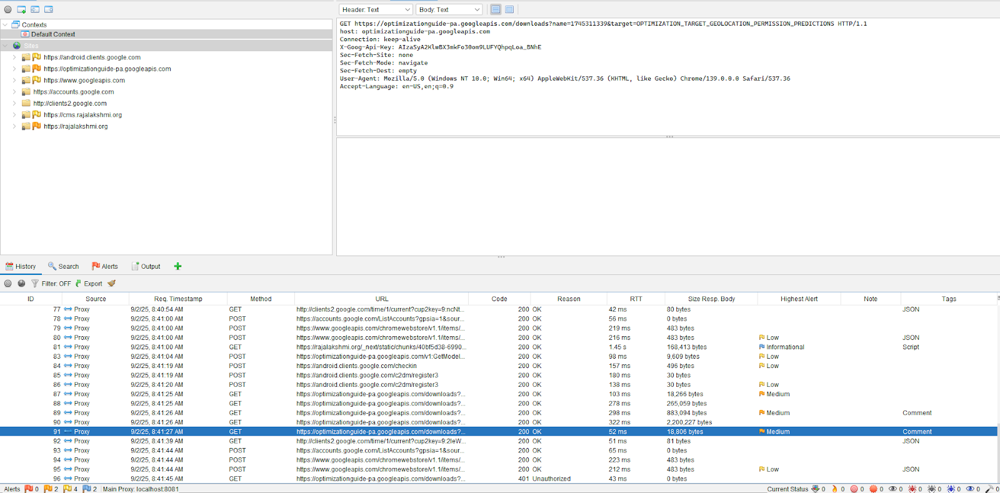 Header: Text Body: Text
Contexts
Default Context
Sites
https://android.clients.google.com
https://optimizationguide-pa.googleapis.com
https://www.googleapis.com
https://accounts.google.com
http://clients2.google.com
https://cms.rajalakshmi.org
https://rajalakshmi.org
GET https://optimizationguide-pa.googleapis.com/downloads?name=1745311339&target=OPTIMIZATION_TARGET_GEOLOCATION_PERMISSION_PREDICTIONS HTTP/1.1
host: optimizationguide-pa.googleapis.com
Connection: keep-alive
X-Goog-Api-Key: AIzaSyA2KlwBX3mkFo30om9LUFYQhpqLoa_BNhE
Sec-Fetch-Site: none
Sec-Fetch-Mode: navigate
Sec-Fetch-Dest: empty
User-Agent: Mozilla/5.0 (Windows NT 10.0; Win64; x64) AppleWebKit/537.36 (KHTML, like Gecko) Chrome/139.0.0.0 Safari/537.36
Accept-Language: en-US,en;q=0.9
History Search Alerts Output
Filter: OFF Export
ID Source Req. Timestamp Method URL Code Reason RTT Size Resp. Body Highest Alert Note Tags
77 Proxy 9/2/25, 8:40:54 AM GET http://clients2.google.com/time/1/current?cup2key=9:ncNt... 200 OK 42 ms 80 bytes JSON
78 Proxy 9/2/25, 8:41:00 AM POST https://accounts.google.com/ListAccounts?gpsia=1&sour... 200 OK 56 ms 0 bytes
79 Proxy 9/2/25, 8:41:00 AM POST https://www.googleapis.com/chromewebstore/v1.1/items/... 200 OK 219 ms 483 bytes
80 Proxy 9/2/25, 8:41:00 AM POST https://www.googleapis.com/chromewebstore/v1.1/items/... 200 OK 216 ms 483 bytes Low JSON
81 Proxy 9/2/25, 8:41:00 AM GET https://rajalakshmi.org/_next/static/chunks/40bf5d38-6990... 200 OK 1.45 s 168,413 bytes Informational Script
83 Proxy 9/2/25, 8:41:04 AM POST https://optimizationguide-pa.googleapis.com/v1:GetModel... 200 OK 98 ms 9,609 bytes Low
84 Proxy 9/2/25, 8:41:19 AM POST https://android.clients.google.com/checkin 200 OK 157 ms 496 bytes Low
85 Proxy 9/2/25, 8:41:19 AM POST https://android.clients.google.com/c2dm/register3 200 OK 180 ms 30 bytes
86 Proxy 9/2/25, 8:41:20 AM POST https://android.clients.google.com/c2dm/register3 200 OK 138 ms 30 bytes Low
87 Proxy 9/2/25, 8:41:25 AM GET https://optimizationguide-pa.googleapis.com/downloads?... 200 OK 103 ms 18,266 bytes Medium
88 Proxy 9/2/25, 8:41:25 AM GET https://optimizationguide-pa.googleapis.com/downloads?... 200 OK 278 ms 265,059 bytes
89 Proxy 9/2/25, 8:41:26 AM GET https://optimizationguide-pa.googleapis.com/downloads?... 200 OK 298 ms 883,094 bytes Medium Comment
90 Proxy 9/2/25, 8:41:26 AM GET https://optimizationguide-pa.googleapis.com/downloads?... 200 OK 322 ms 2,200,227 bytes
91 Proxy 9/2/25, 8:41:27 AM GET https://optimizationguide-pa.googleapis.com/downloads?... 200 OK 52 ms 18,806 bytes Medium Comment
92 Proxy 9/2/25, 8:41:39 AM GET http://clients2.google.com/time/1/current?cup2key=9:2IeW... 200 OK 51 ms 81 bytes JSON
93 Proxy 9/2/25, 8:41:44 AM POST https://accounts.google.com/ListAccounts?gpsia=1&sour... 200 OK 65 ms 0 bytes
94 Proxy 9/2/25, 8:41:44 AM POST https://www.googleapis.com/chromewebstore/v1.1/items/... 200 OK 223 ms 483 bytes
95 Proxy 9/2/25, 8:41:44 AM POST https://www.googleapis.com/chromewebstore/v1.1/items/... 200 OK 212 ms 483 bytes Low JSON
96 Proxy 9/2/25, 8:41:45 AM GET https://optimizationguide-pa.googleapis.com/downloads?... 401 Unauthorized 43 ms 0 bytes
Alerts 0 2 4 2 Main Proxy: localhost:8081 Current Status 0 0 0 0 0 0 0 0 0 0